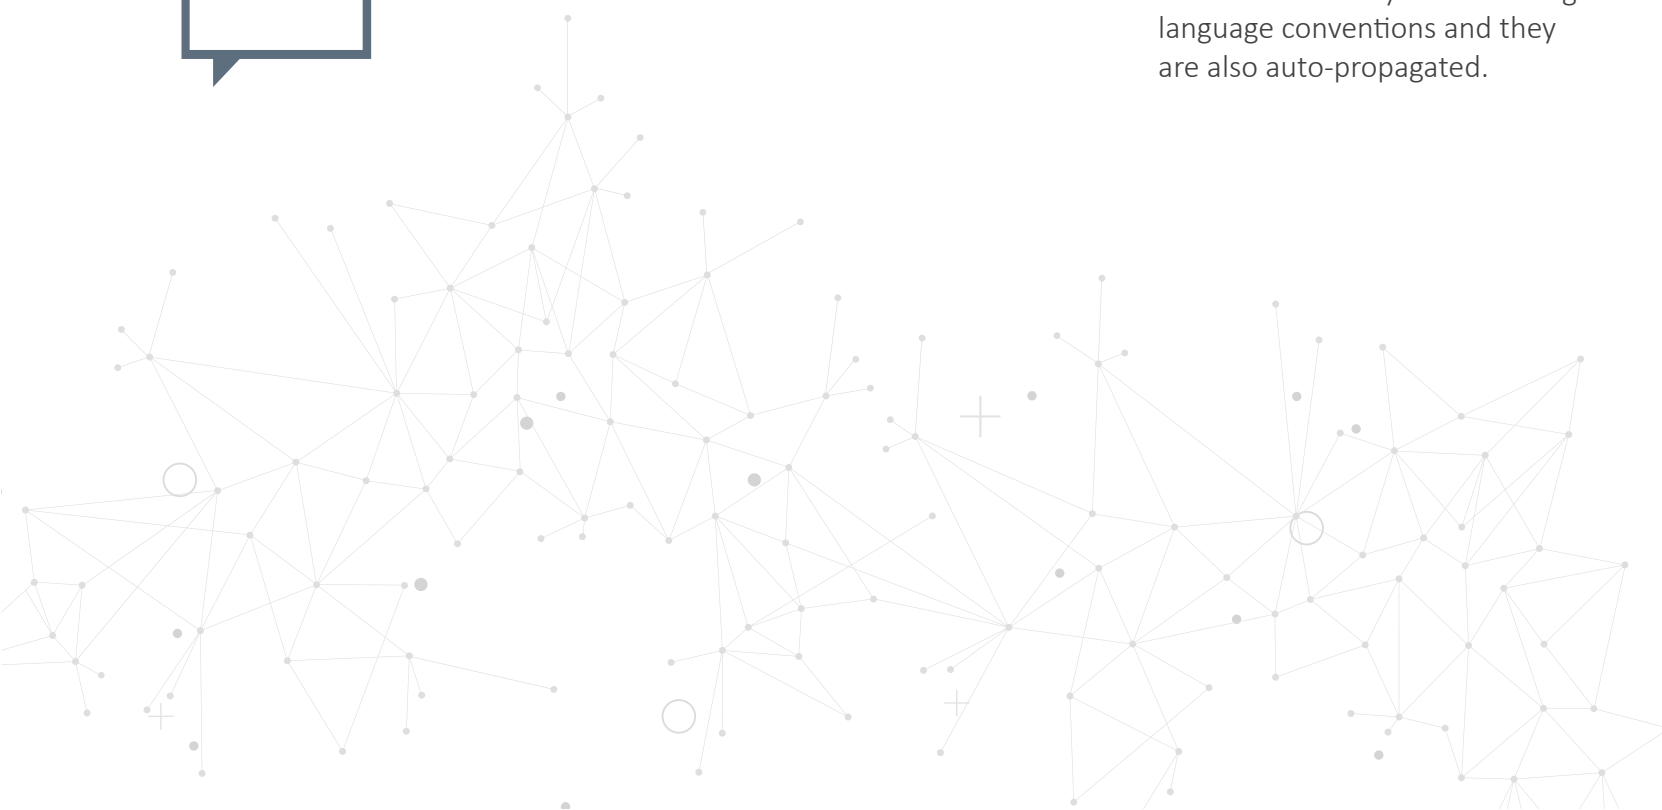 language conventions and they
are also auto-propagated.